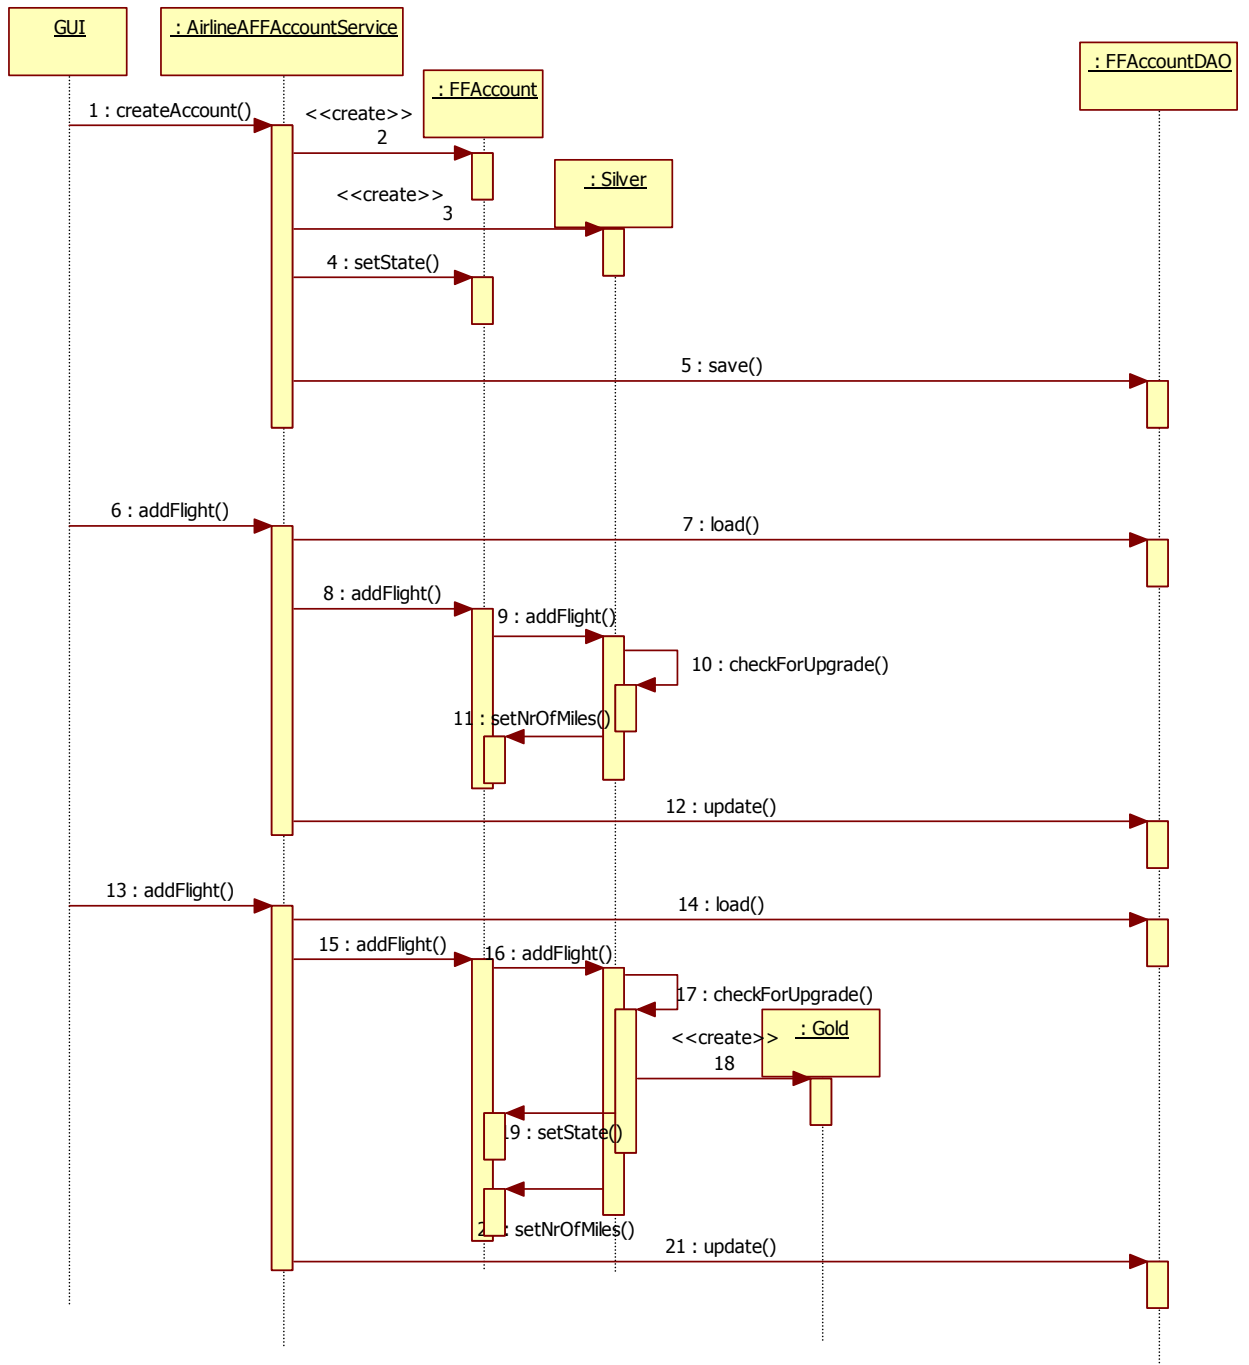 GUI
: AirlineAFFAccountService
: FFAccountDAO
: FFAccount
1 : createAccount()
<<create>>
2
: Silver
<<create>>
3
4 : setState()
5 : save()
6 : addFlight()
7 : load()
8 : addFlight()
9 : addFlight()
10 : checkForUpgrade()
11 : setNrOfMiles()
12 : update()
13 : addFlight()
14 : load()
15 : addFlight()
16 : addFlight()
17 : checkForUpgrade()
: Gold
<<create>>
18
19 : setState()
: setNrOfMiles()
21 : update()